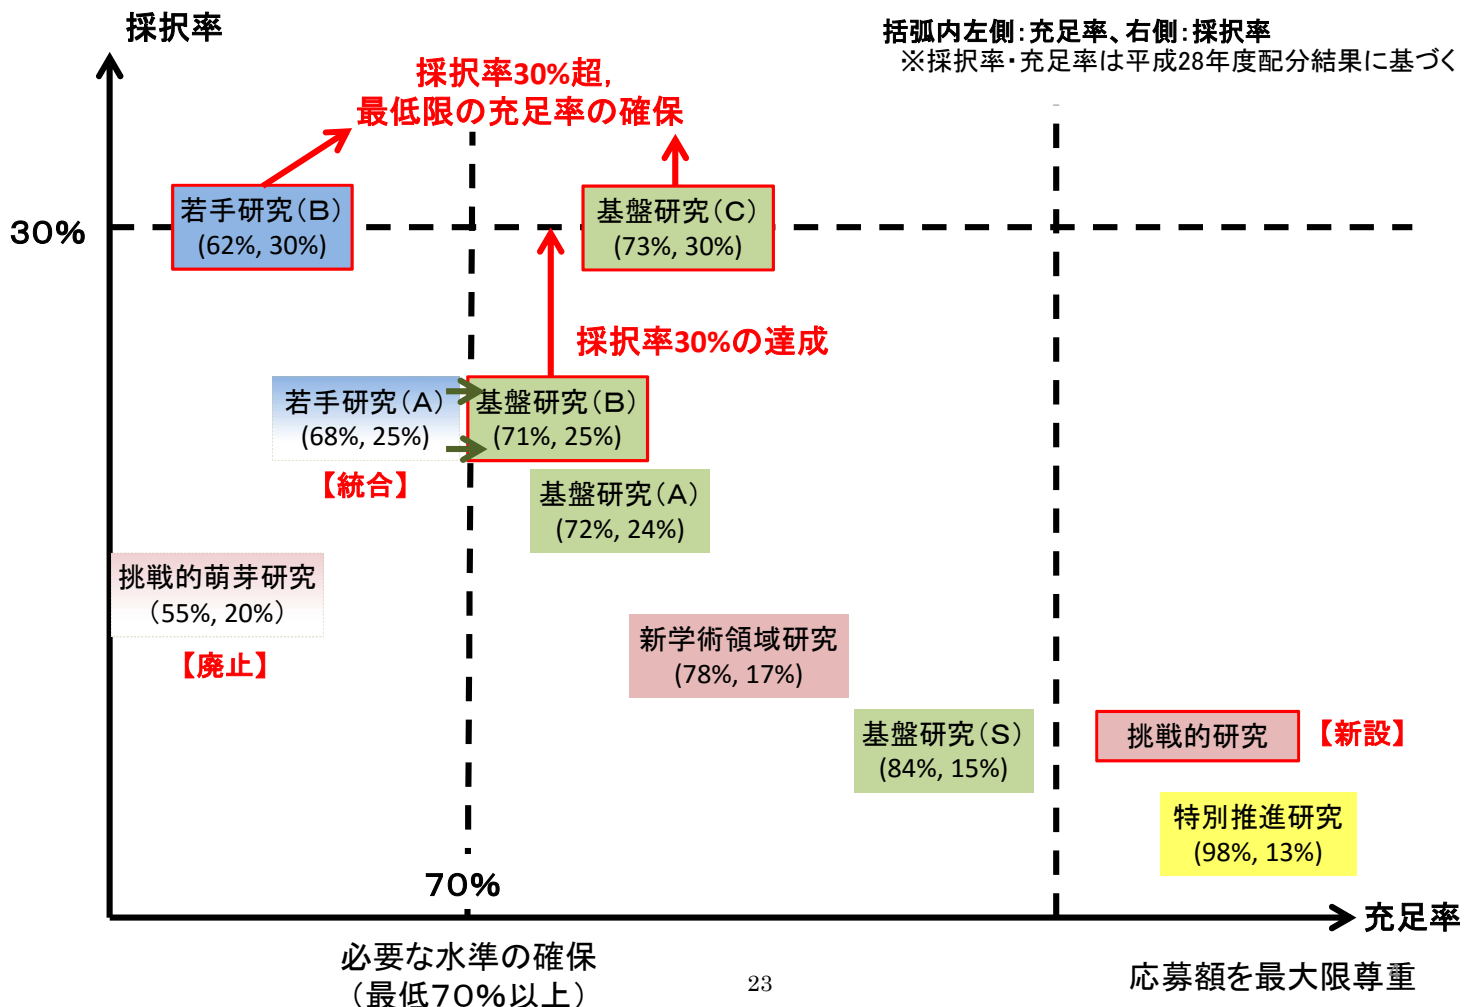 採択率
括弧内左側：充足率、右側：採択率
※採択率・充足率は平成28年度配分結果に基づく
採択率30%超，
最低限の充足率の確保
若手研究（B）
(62%, 30%)
基盤研究（C）
(73%, 30%)
30%
採択率30%の達成
若手研究（A）
(68%, 25%)
基盤研究（B）
(71%, 25%)
【統合】
基盤研究（A）
(72%, 24%)
挑戦的萌芽研究
（55%, 20%）
【廃止】
新学術領域研究
(78%, 17%)
基盤研究（S）
(84%, 15%)
挑戦的研究
【新設】
特別推進研究
(98%, 13%)
70%
充足率
必要な水準の確保
（最低70％以上）
23
応募額を最大限尊重